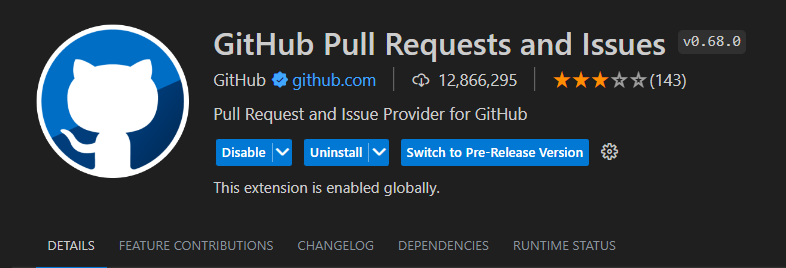 GitHub Pull Requests and Issues v0.68.0
GitHub github.com 12,866,295 (143)
Pull Request and Issue Provider for GitHub
Disable Uninstall Switch to Pre-Release Version
This extension is enabled globally.
DETAILS FEATURE CONTRIBUTIONS CHANGELOG DEPENDENCIES RUNTIME STATUS